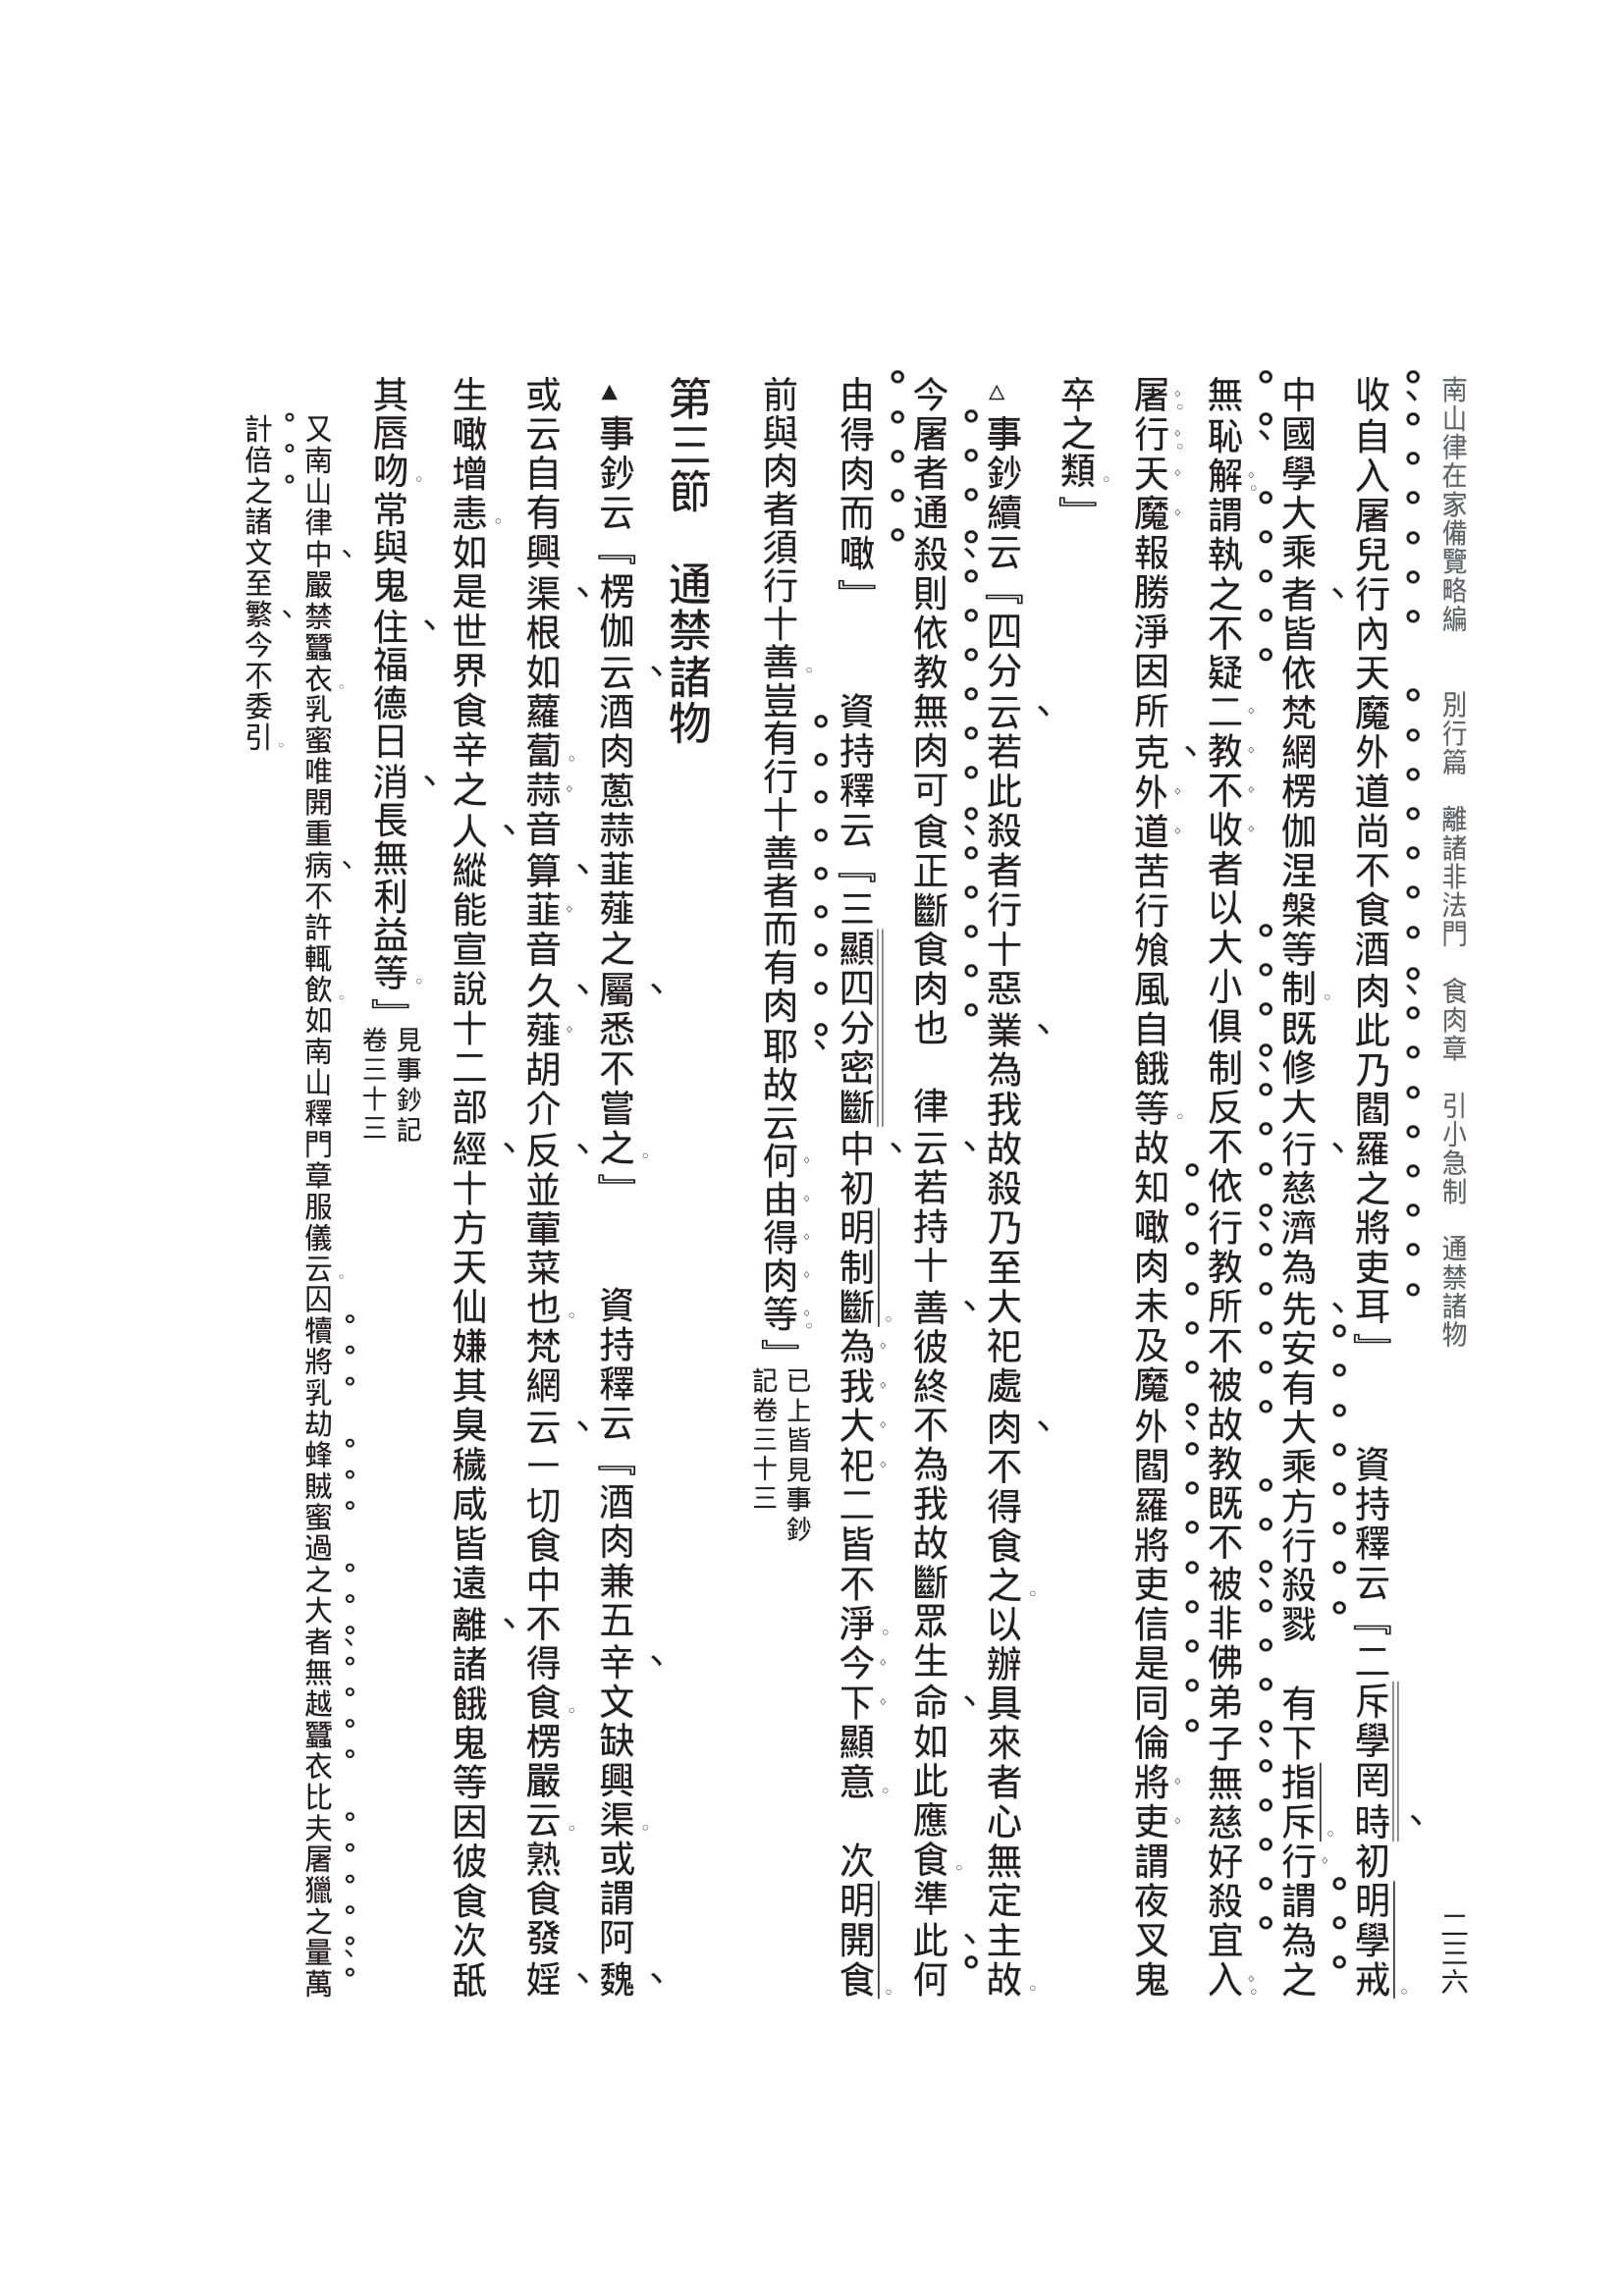 南山律在家備覽略編　別行篇　離諸非法門　食肉章　引小急制　通禁諸物　二三六
收自入屠兒行內天魔外道尚不食酒肉此乃閻羅之將吏耳』　資持釋云『二斥學罔時初明學戒
中國學大乘者皆依梵網楞伽涅槃等制既修大行慈濟為先安有大乘方行殺戮　有下指斥行謂為之
無恥解謂執之不疑二教不收者以大小俱制反不依行教所不被故教既不被非佛弟子無慈好殺宜入
屠行天魔報勝淨因所克外道苦行飧風自餓等故知噉肉未及魔外閻羅將吏信是同倫將吏謂夜叉鬼
卒之類』
△事鈔續云『四分云若此殺者行十惡業為我故殺乃至大祀處肉不得食之以辦具來者心無定主故
今屠者通殺則依教無肉可食正斷食肉也　律云若持十善彼終不為我故斷眾生命如此應食準此何
由得肉而噉』　資持釋云『三顯四分密斷中初明制斷為我大祀二皆不淨今下顯意　次明開食
前與肉者須行十善豈有行十善者而有肉耶故云何由得肉等』已上皆見事鈔記卷三十三
第三節　通禁諸物
▲事鈔云『楞伽云酒肉蔥蒜韮薤之屬悉不嘗之』　資持釋云『酒肉兼五辛文缺興渠或謂阿魏
或云自有興渠根如蘿蔔蒜音算韮音久薤胡介反並葷菜也梵網云一切食中不得食楞嚴云熟食發婬
生噉增恚如是世界食辛之人縱能宣說十二部經十方天仙嫌其臭穢咸皆遠離諸餓鬼等因彼食次舐
其唇吻常與鬼住福德日消長無利益等』見事鈔記卷三十三
又南山律中嚴禁蠶衣乳蜜唯開重病不許輒飲如南山釋門章服儀云囚犢將乳劫蜂賊蜜過之大者無越蠶衣比夫屠獵之量萬
計倍之諸文至繁今不委引